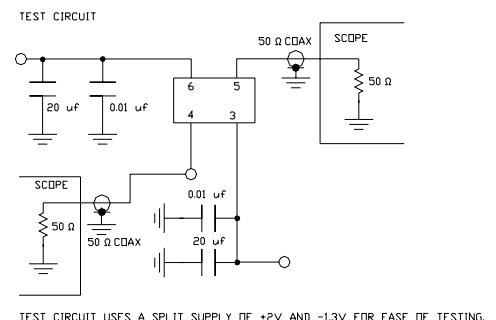 TEST CIRCUIT
50 Ω COAX
SCOPE
6
5
50 Ω
20 uf
0.01 uf
4
3
SCOPE
0.01 uf
50 Ω
50 Ω COAX
20 uf
TEST CIRCUIT USES A SPLIT SUPPLY OF +2V AND -1.3V FOR EASE OF TESTING.